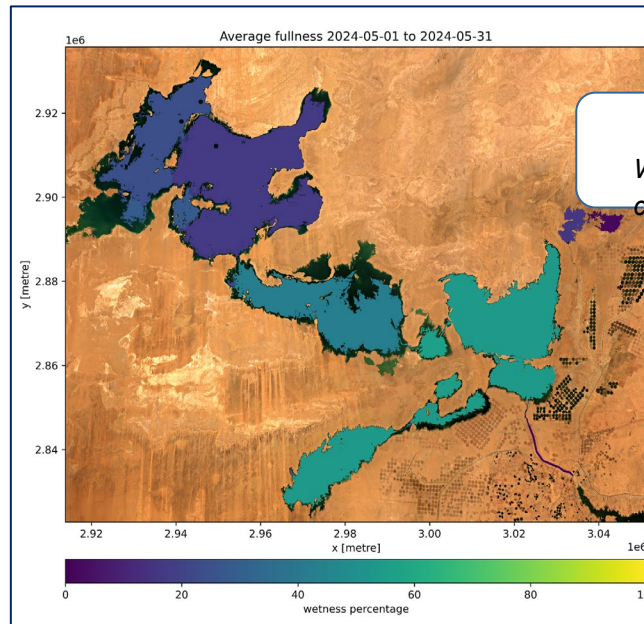 Average fullness 2024-05-01 to 2024-05-31
1e6
2.92
2.90
2.88
2.86
2.84
y [metre]
2.92 2.94 2.96 2.98 3.00 3.02 3.04
x [metre]
1e6
0 20 40 60 80
wetness percentage